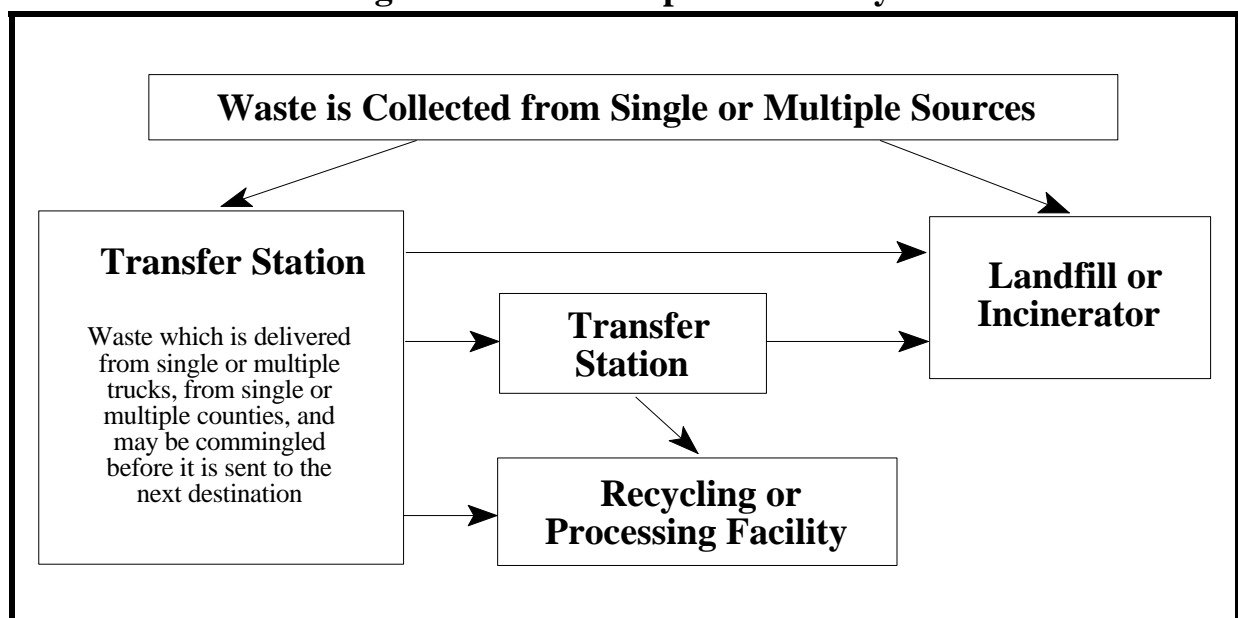 Waste is Collected from Single or Multiple Sources
Transfer Station
Waste which is delivered
from single or multiple
trucks, from single or
multiple counties, and
may be commingled
before it is sent to the
next destination
Transfer
Station
Landfill or
Incinerator
Recycling or
Processing Facility